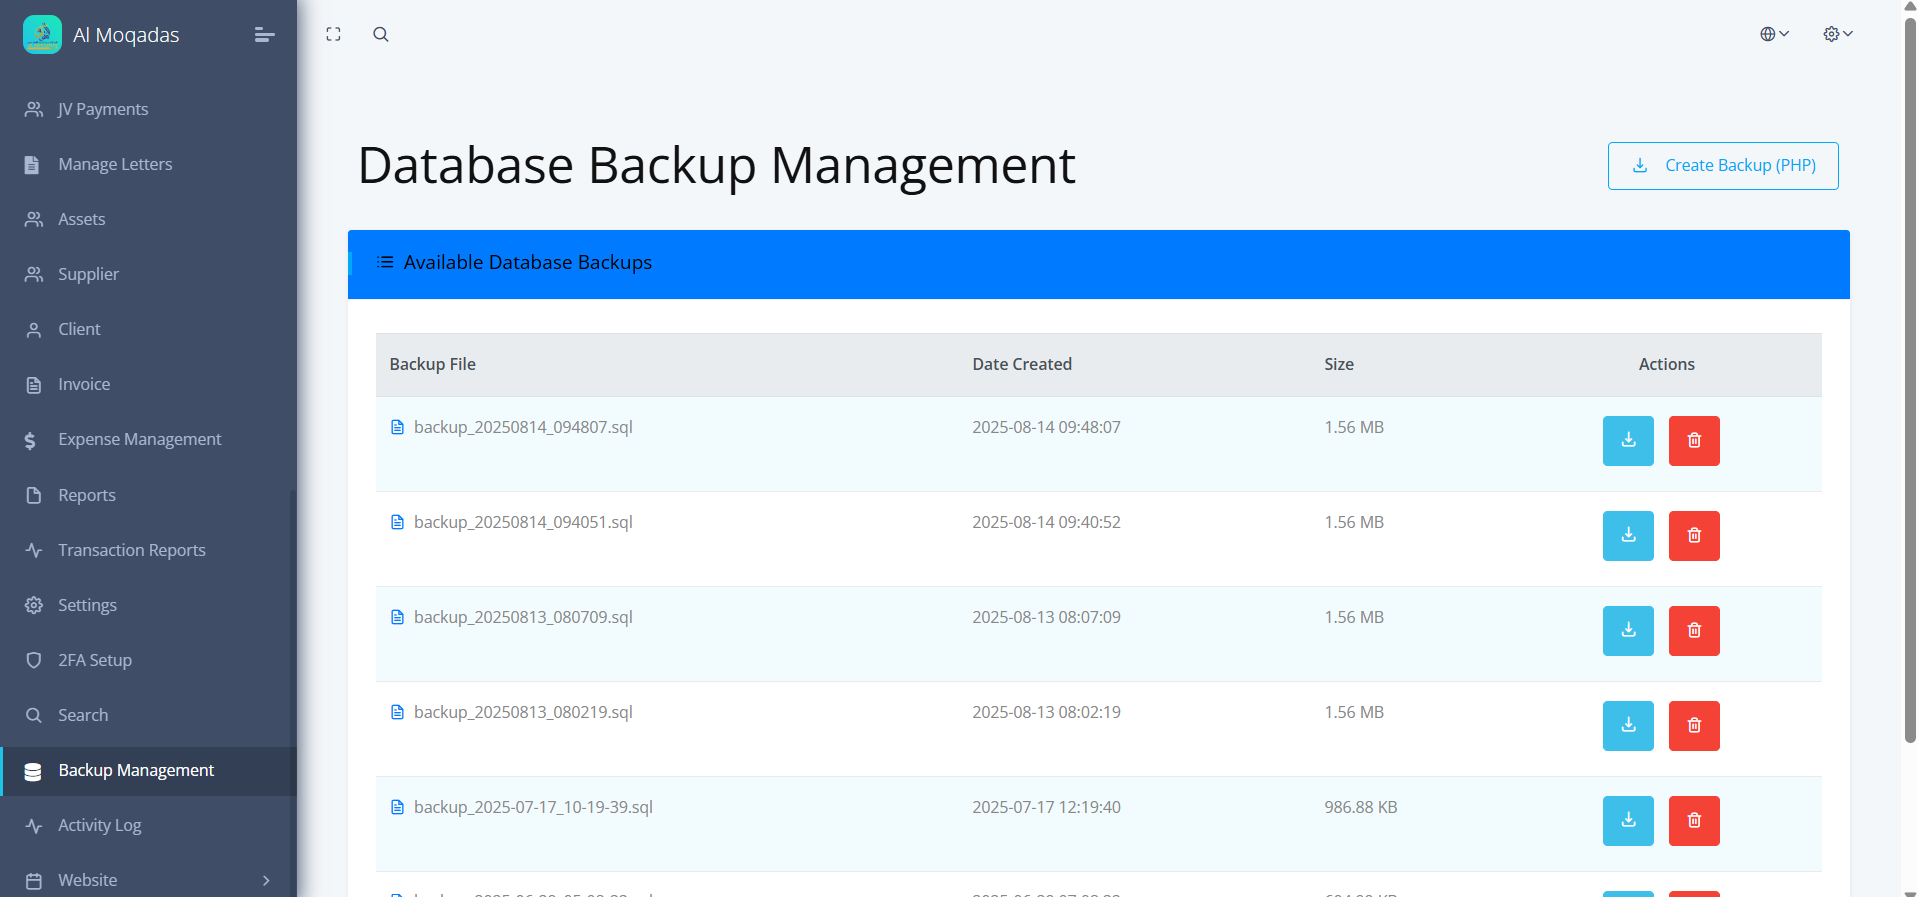 Al Moqadas
JV Payments
Manage Letters
Assets
Supplier
Client
Invoice
Expense Management
Reports
Transaction Reports
Settings
2FA Setup
Search
Backup Management
Activity Log
Website
Database Backup Management
Create Backup (PHP)
Available Database Backups
Backup File Date Created Size Actions
backup_20250814_094807.sql 2025-08-14 09:48:07 1.56 MB
backup_20250814_094051.sql 2025-08-14 09:40:52 1.56 MB
backup_20250813_080709.sql 2025-08-13 08:07:09 1.56 MB
backup_20250813_080219.sql 2025-08-13 08:02:19 1.56 MB
backup_2025-07-17_10-19-39.sql 2025-07-17 12:19:40 986.88 KB